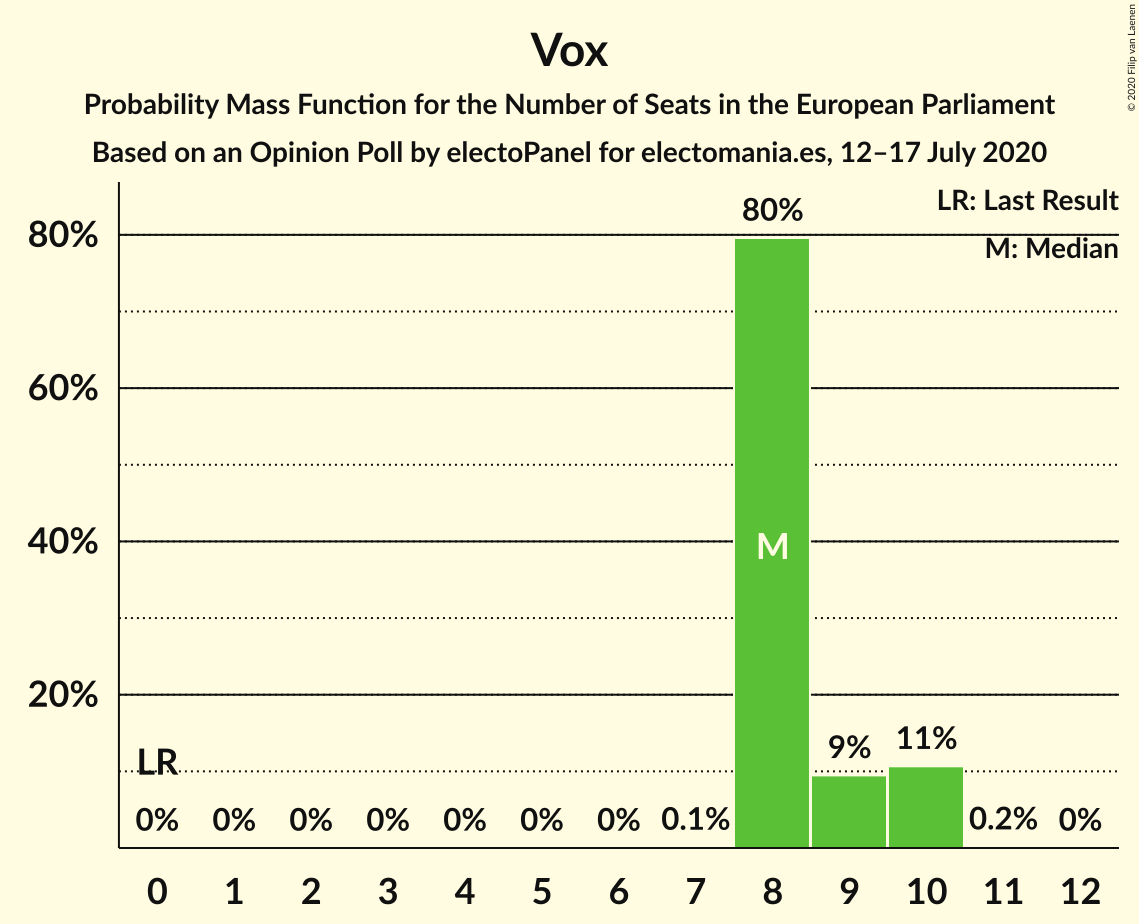 Vox
Probability Mass Function for the Number of Seats in the European Parliament
Based on an Opinion Poll by electoPanel for electomania.es, 12–17 July 2020
© 2020 Filip van Laenen
LR: Last Result
M: Median
80%
60%
40%
20%
80%
M
LR
9%
11%
0% 0% 0% 0% 0% 0% 0% 0.1% 0.2% 0%
0 1 2 3 4 5 6 7 8 9 10 11 12